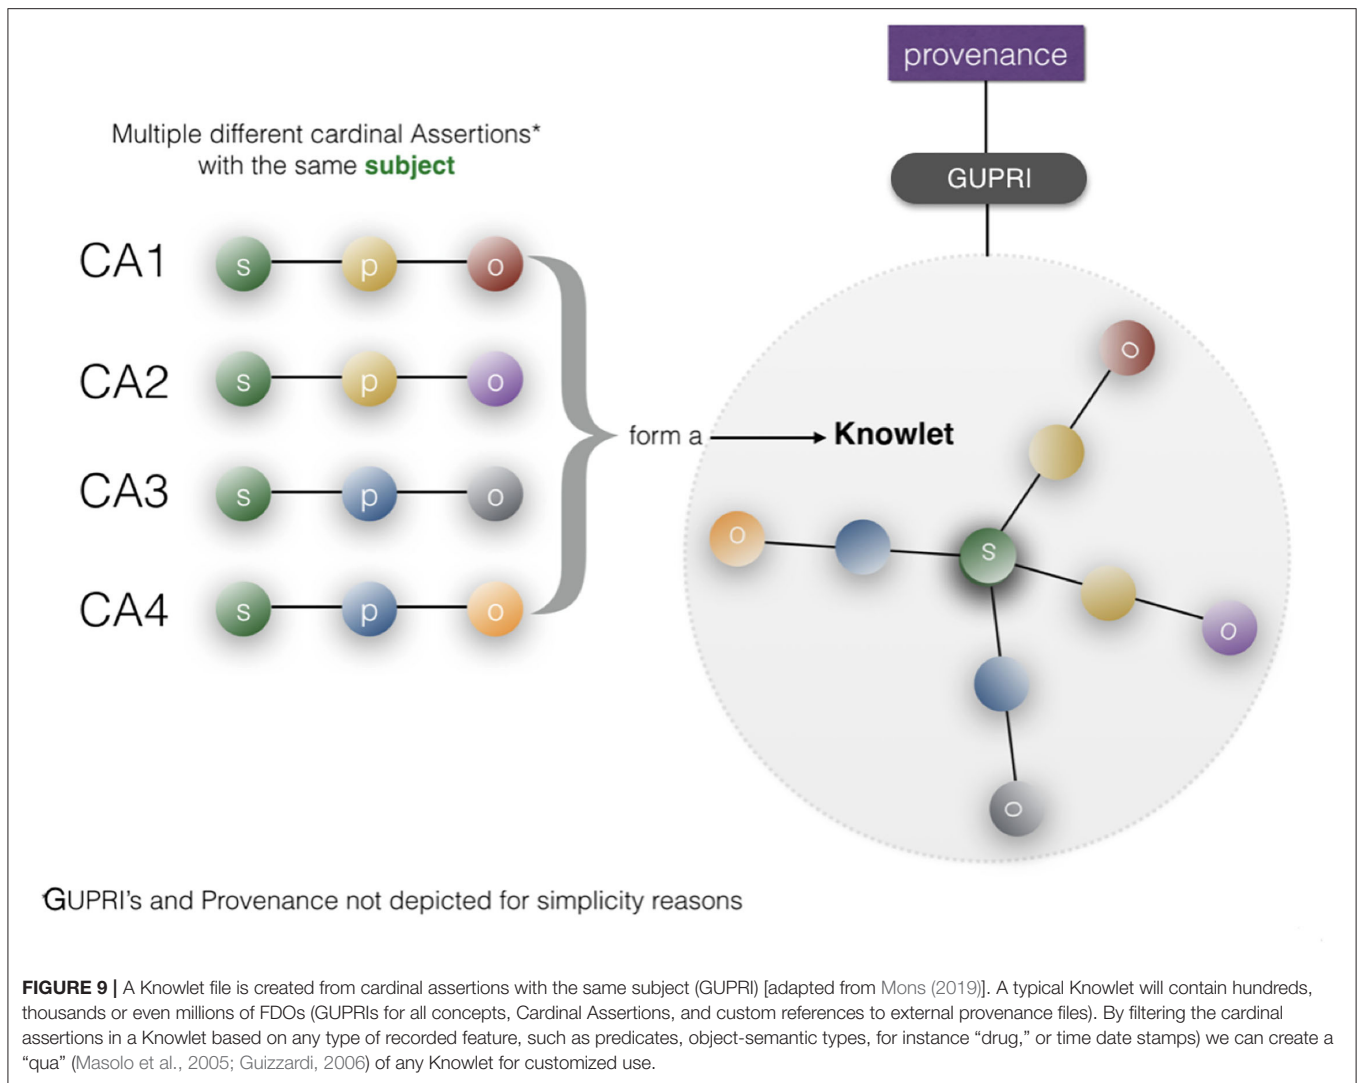 provenance
GUPRI
Multiple different cardinal Assertions*
with the same subject
CA1 s p o
CA2 s p o
CA3 s p o
CA4 s p o
form a Knowlet
O
O S
O
O
*GUPRI's and Provenance not depicted for simplicity reasons
FIGURE 9 | A Knowlet file is created from cardinal assertions with the same subject (GUPRI) [adapted from Mons (2019)]. A typical Knowlet will contain hundreds,
thousands or even millions of FDOs (GUPRIs for all concepts, Cardinal Assertions, and custom references to external provenance files). By filtering the cardinal
assertions in a Knowlet based on any type of recorded feature, such as predicates, object-semantic types, for instance “drug,” or time date stamps) we can create a
“qua” (Masolo et al., 2005; Guizzardi, 2006) of any Knowlet for customized use.